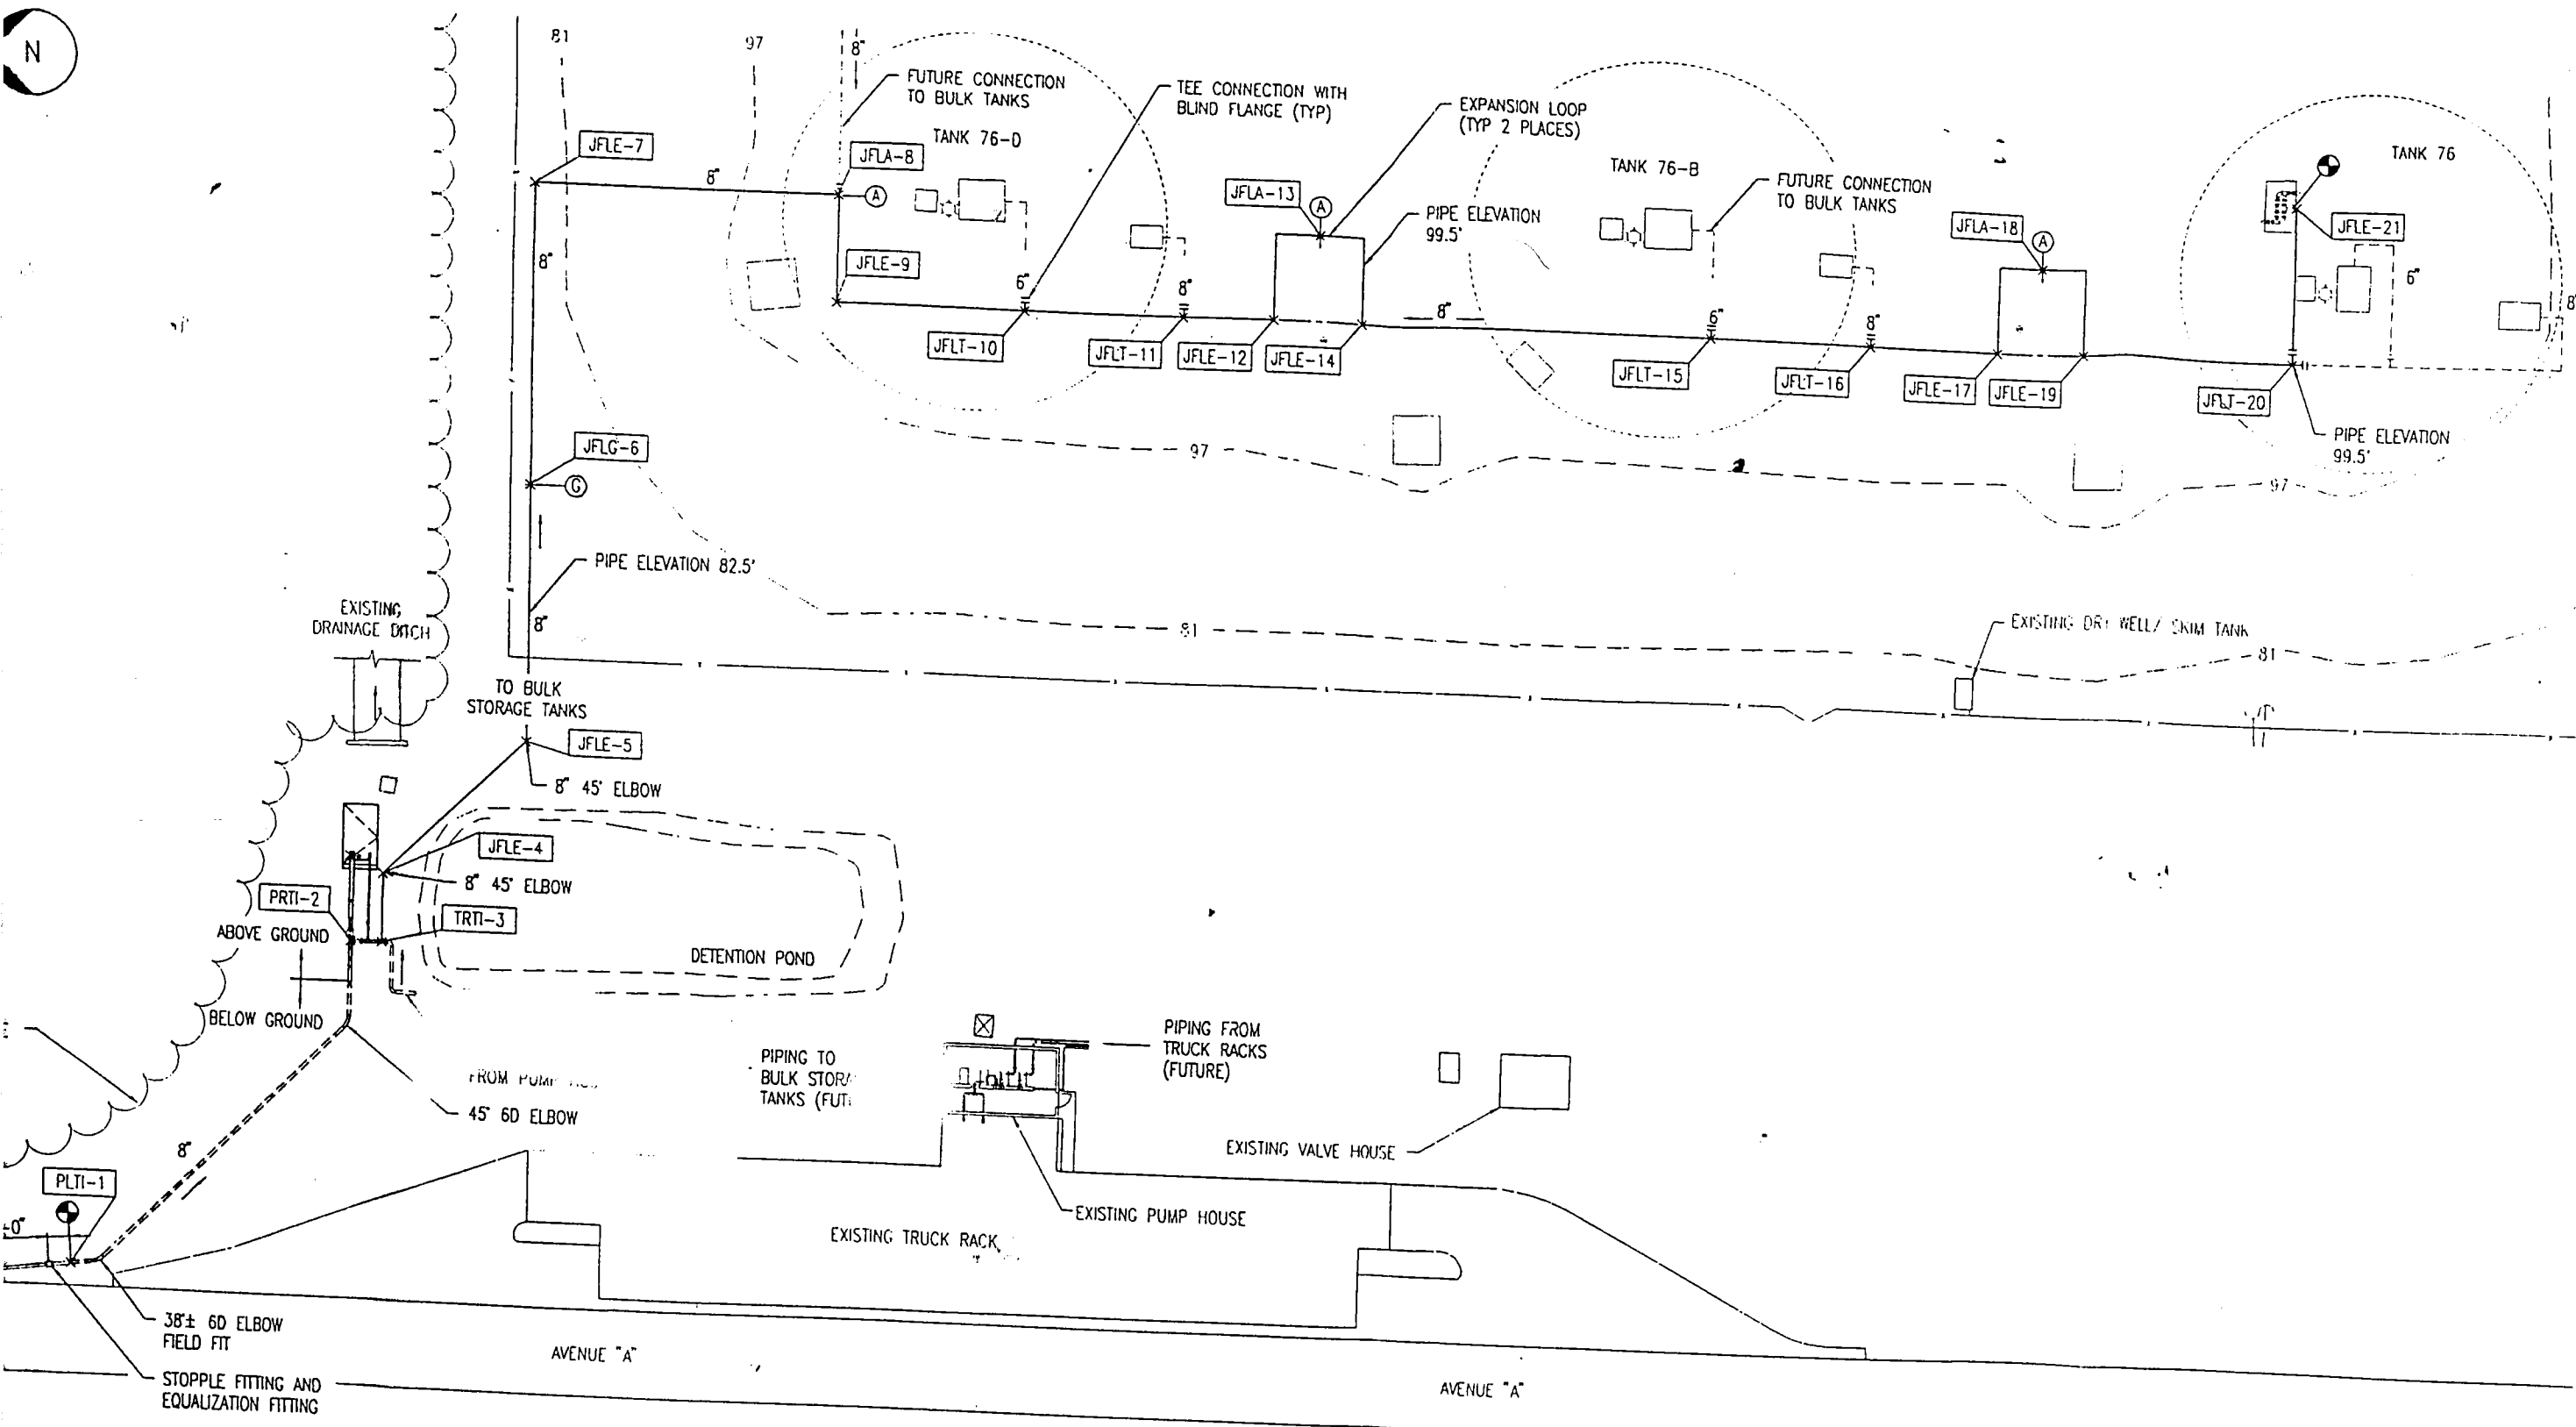 N
81
97
8"
FUTURE CONNECTION
TO BULK TANKS
TEE CONNECTION WITH
BLIND FLANGE (TYP)
EXPANSION LOOP
(TYP 2 PLACES)
TANK 76-D
TANK 76-B
TANK 76
JFLE-7
JFLA-8
8"
A
JFLA-13
A
PIPE ELEVATION
99.5'
FUTURE CONNECTION
TO BULK TANKS
JFLA-18
A
JFLE-21
8"
JFLE-9
6"
8"
8"
6"
8"
6"
8"
JFLT-10
JFLT-11
JFLE-12
JFLE-14
JFLT-15
JFLT-16
JFLE-17
JFLE-19
JFLT-20
PIPE ELEVATION
99.5'
JFLG-6
G
97
97
PIPE ELEVATION 82.5'
8"
EXISTING
DRAINAGE DITCH
81
EXISTING DRY WELL/ SKIM TANK
81
TO BULK
STORAGE TANKS
JFLE-5
8" 45° ELBOW
JFLE-4
8" 45° ELBOW
PRTI-2
TRTI-3
ABOVE GROUND
DETENTION POND
BELOW GROUND
PIPING FROM
TRUCK RACKS
(FUTURE)
PIPING TO
BULK
TANKS
FROM PUMP
45° 6D ELBOW
8"
EXISTING VALVE HOUSE
PLTI-1
EXISTING PUMP HOUSE
EXISTING TRUCK RACK
38°± 6D ELBOW
FIELD FIT
AVENUE "A"
AVENUE "A"
STOPPLE FITTING AND
EQUALIZATION FITTING